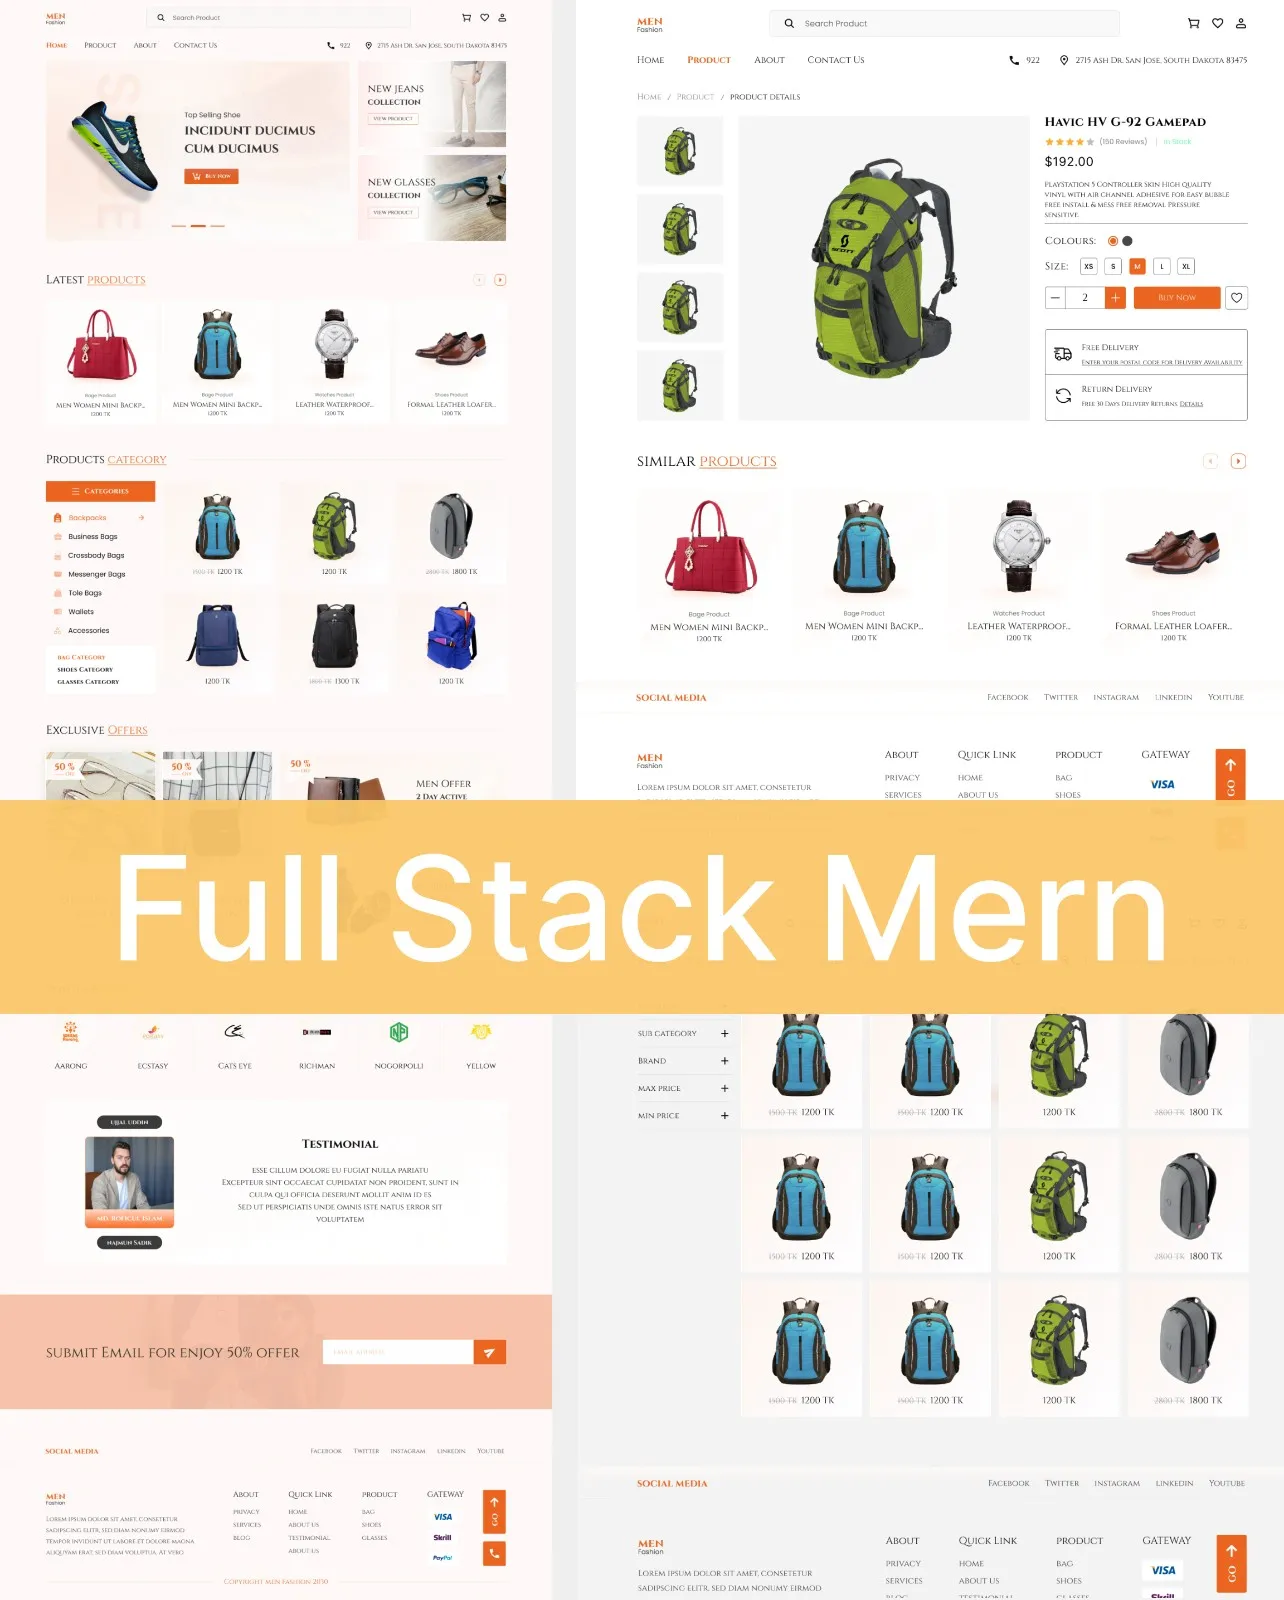 MEN
Fashion
Search Product
Home
Product
About
Contact Us
922
2715 Ash Dr. San Jose, South Dakota 83475
Top Selling Shoe
Incidunt Ducimus
Cum Ducimus
Buy Now
New Jeans
Collection
View Product
New Glasses
Collection
View Product
Latest Products
Bage Product
Men Women Mini Backp...
1200 TK
Bage Product
Men Women Mini Backp...
1200 TK
Watches Product
Leather Waterproof...
1200 TK
Shoes Product
Formal Leather Loafer...
1200 TK
Products Category
Categories
Backpacks
Business Bags
Crossbody Bags
Messenger Bags
Tole Bags
Wallets
Accessories
Bag Category
Shoes Category
Glasses Category
1200 TK
1200 TK
2800 TK 1800 TK
1200 TK
1800 TK 1300 TK
1200 TK
Exclusive Offers
50 %
OFF
50 %
OFF
50 %
OFF
Men Offer
2 Day Active
MEN
Fashion
Search Product
Home
Product
About
Contact Us
922
2715 Ash Dr. San Jose, South Dakota 83475
Home / Product / Product Details
SCOTT
Havic HV G-92 Gamepad
(150 Reviews) | In Stock
$192.00
PlayStation 5 Controller Skin High quality
vinyl with air channel adhesive for easy bubble
free install & mess free removal Pressure
sensitive.
Colours:
Size:
XS
S
M
L
XL
2
Buy Now
Free Delivery
Enter your postal code for Delivery Availability
Return Delivery
Free 30 Days Delivery Returns. Details
Similar Products
Bage Product
Men Women Mini Backp...
1200 TK
Bage Product
Men Women Mini Backp...
1200 TK
Watches Product
Leather Waterproof...
1200 TK
Shoes Product
Formal Leather Loafer...
1200 TK
Social Media
Facebook
Twitter
Instagram
Linkedin
Youtube
MEN
Fashion
Lorem ipsum dolor sit amet, consetetur
About
Privacy
Services
Quick Link
Home
About Us
Product
Bag
Shoes
Gateway
VISA
GO
Full Stack Mern
Aarong
Ecstasy
Cats Eye
Richman
Nogorpolli
Yellow
Ujjal Uddin
MD. Roficul Islam
Najmun Sadik
Testimonial
Esse cillum dolore eu fugiat nulla pariatu
Excepteur sint occaecat cupidatat non proident, sunt in
culpa qui officia deserunt mollit anim id es
Sed ut perspiciatis unde omnis iste natus error sit
voluptatem
Submit Email for enjoy 50% offer
Social Media
Facebook
Twitter
Instagram
Linkedin
Youtube
MEN
Fashion
Lorem ipsum dolor sit amet, consetetur
sadipscing elitr, sed diam nonumy eirmod
tempor invidunt ut labore et dolore magna
aliquyam erat, sed diam voluptua. At vero
About
Privacy
Services
Blog
Quick Link
Home
About Us
Testimonial
About Us
Product
Bag
Shoes
Glasses
Gateway
VISA
Skrill
PayPal
GO
Copyright Men Fashion 2030
Sub Category
Brand
Max Price
Min Price
1500 TK 1200 TK
1500 TK 1200 TK
1200 TK
2800 TK 1800 TK
1500 TK 1200 TK
1500 TK 1200 TK
1200 TK
2800 TK 1800 TK
1500 TK 1200 TK
1500 TK 1200 TK
1200 TK
2800 TK 1800 TK
Social Media
Facebook
Twitter
Instagram
Linkedin
Youtube
MEN
Fashion
Lorem ipsum dolor sit amet, consetetur
sadipscing elitr, sed diam nonumy eirmod
About
Privacy
Services
Quick Link
Home
About Us
Product
Bag
Shoes
Gateway
VISA
Skrill
GO